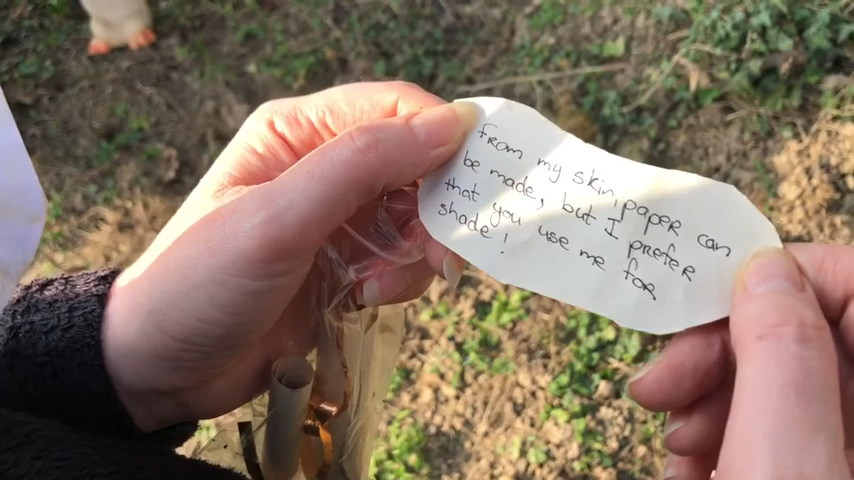 From my skin, paper can
be made, but I prefer
that you use me for
shade!